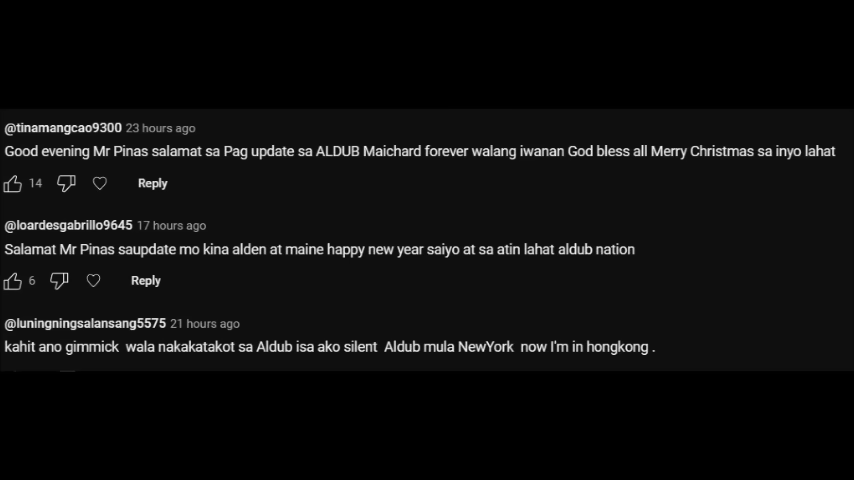 @tinamangcao9300 23 hours ago
Good evening Mr Pinas salamat sa Pag update sa ALDUB Maichard forever walang iwanan God bless all Merry Christmas sa inyo lahat
14 Reply
@loardesgabrillo9645 17 hours ago
Salamat Mr Pinas saupdate mo kina alden at maine happy new year saiyo at sa atin lahat aldub nation
6 Reply
@luningningsalansang5575 21 hours ago
kahit ano gimmick wala nakakatakot sa Aldub isa ako silent Aldub mula NewYork now I'm in hongkong .